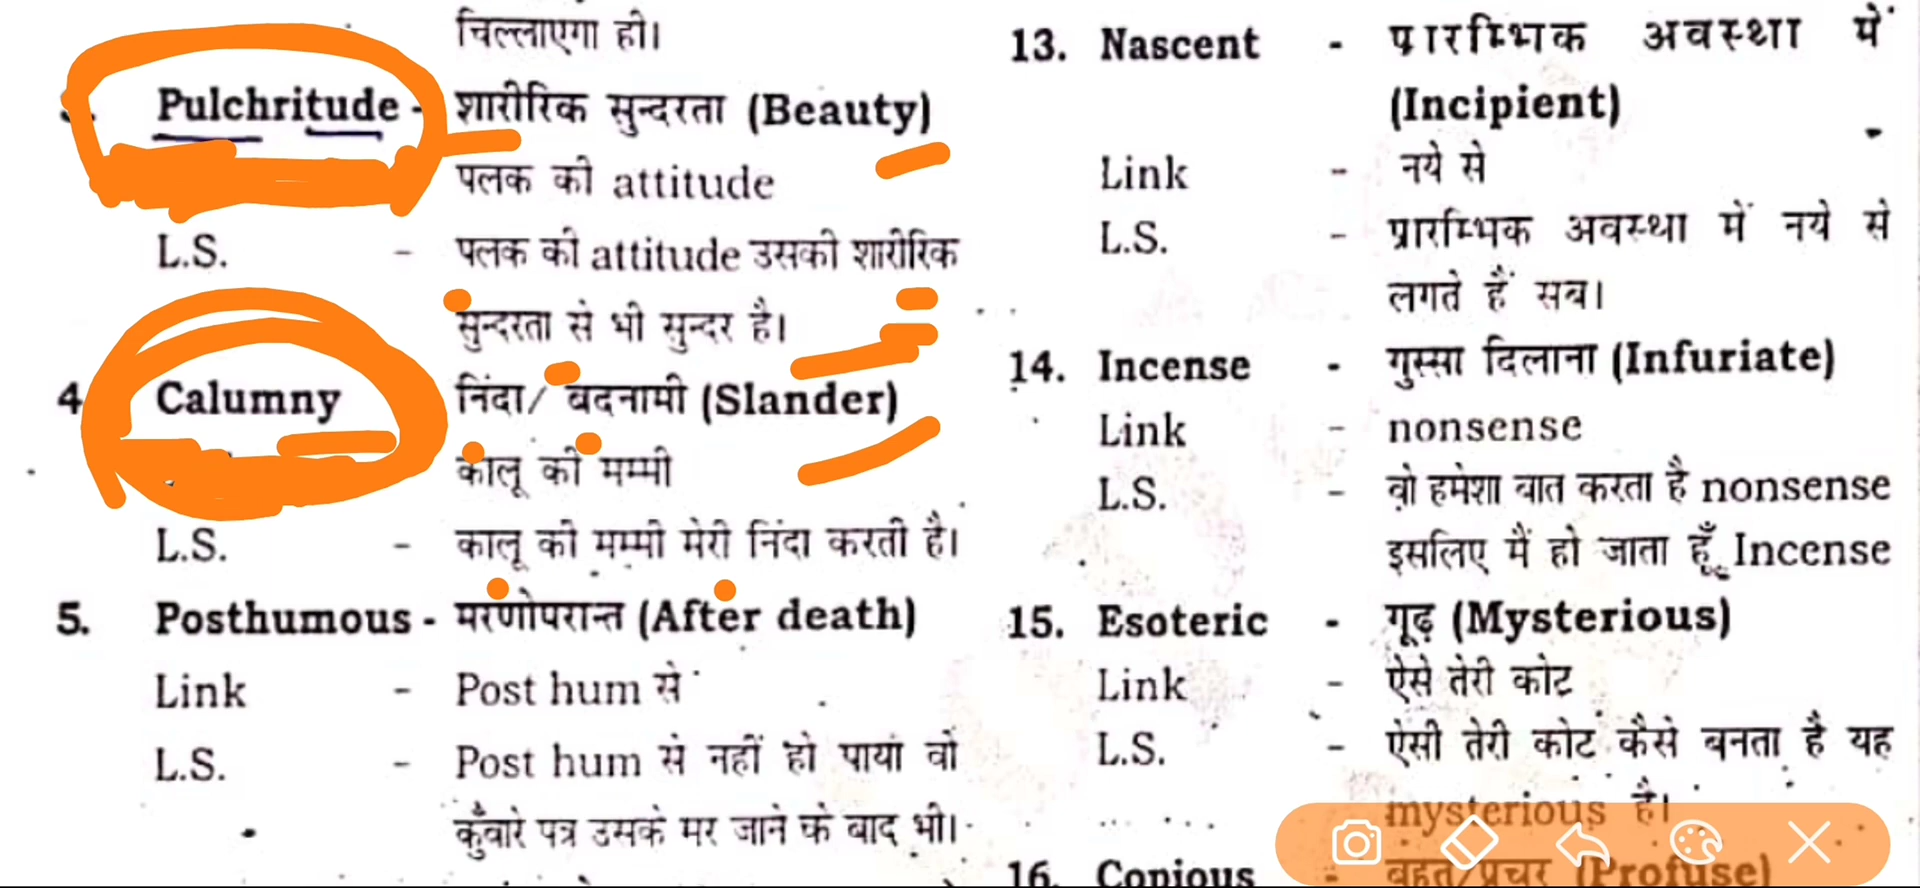 चिल्लाएगा ही।
Pulchritude - शारीरिक सुन्दरता (Beauty)
पलक की attitude
L.S. - पलक की attitude उसकी शारीरिक
सुन्दरता से भी सुन्दर है।
4. Calumny निंदा/ बदनामी (Slander)
कालू की मम्मी
L.S. - कालू की मम्मी मेरी निंदा करती है।
5. Posthumous - मरणोपरान्त (After death)
Link - Post hum से
L.S. - Post hum से नहीं हो पाया वो
कुँवारे पत्र उसके मर जाने के बाद भी।
13. Nascent - प्रारम्भिक अवस्था में
(Incipient)
Link - नये से
L.S. - प्रारम्भिक अवस्था में नये से
लगते हैं सब।
14. Incense - गुस्सा दिलाना (Infuriate)
Link - nonsense
L.S. - वो हमेशा बात करता है nonsense
इसलिए मैं हो जाता हूँ Incense
15. Esoteric - गूढ़ (Mysterious)
Link - ऐसे तेरी कोट
L.S. - ऐसी तेरी कोट कैसे बनता है यह
mysterious है।
16. Copious - बहुत/प्रचुर (Profuse)